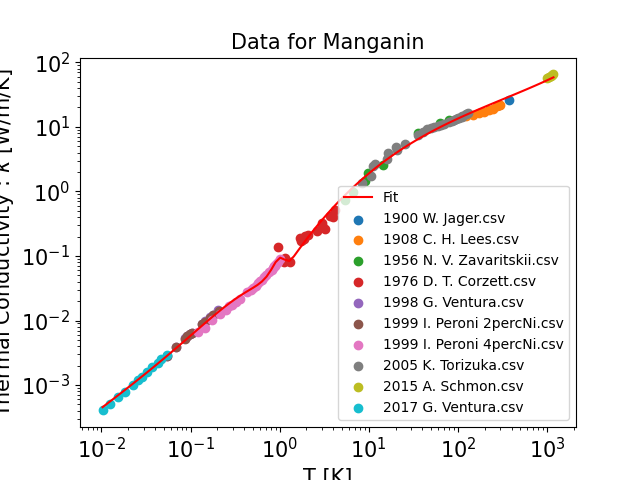 Data for Manganin
Thermal Conductivity : k [W/m/K]
10²
10¹
10⁰
10⁻¹
10⁻²
10⁻³
Fit
1900 W. Jager.csv
1908 C. H. Lees.csv
1956 N. V. Zavaritskii.csv
1976 D. T. Corzett.csv
1998 G. Ventura.csv
1999 I. Peroni 2percNi.csv
1999 I. Peroni 4percNi.csv
2005 K. Torizuka.csv
2015 A. Schmon.csv
2017 G. Ventura.csv
10⁻² 10⁻¹ 10⁰ 10¹ 10² 10³
T [K]